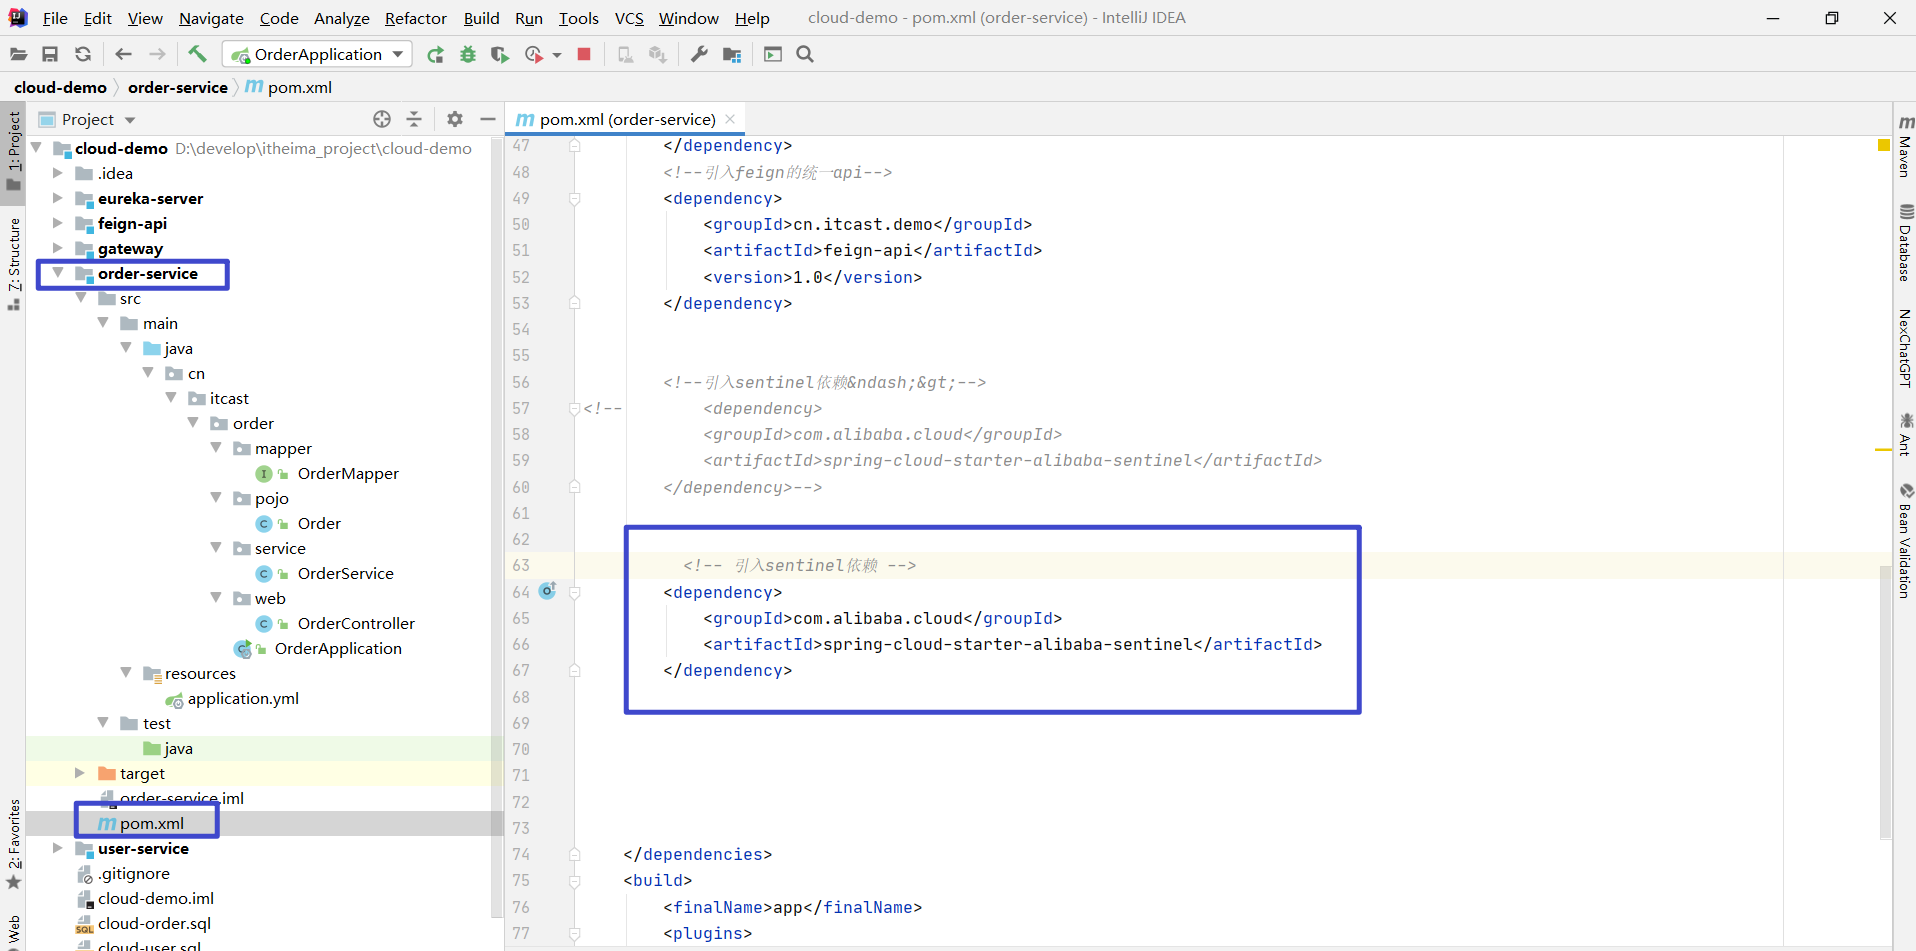 File Edit View Navigate Code Analyze Refactor Build Run Tools VCS Window Help cloud-demo - pom.xml (order-service) - IntelliJ IDEA
OrderApplication
cloud-demo order-service pom.xml
1: Project
7: Structure
2: Favorites
Web
Project
cloud-demo D:\develop\itheima_project\cloud-demo
.idea
eureka-server
feign-api
gateway
order-service
src
main
java
cn
itcast
order
mapper
OrderMapper
pojo
Order
service
OrderService
web
OrderController
OrderApplication
resources
application.yml
test
java
target
order-service.iml
pom.xml
user-service
.gitignore
cloud-demo.iml
cloud-order.sql
cloud-user.sql
pom.xml (order-service)
47 </dependency>
48 <!--引入feign的统一api-->
49 <dependency>
50 <groupId>cn.itcast.demo</groupId>
51 <artifactId>feign-api</artifactId>
52 <version>1.0</version>
53 </dependency>
54
55
56 <!--引入sentinel依赖&ndash;&gt;-->
57 <!-- <dependency>
58 <groupId>com.alibaba.cloud</groupId>
59 <artifactId>spring-cloud-starter-alibaba-sentinel</artifactId>
60 </dependency>-->
61
62
63 <!-- 引入sentinel依赖 -->
64 <dependency>
65 <groupId>com.alibaba.cloud</groupId>
66 <artifactId>spring-cloud-starter-alibaba-sentinel</artifactId>
67 </dependency>
68
69
70
71
72
73
74 </dependencies>
75 <build>
76 <finalName>app</finalName>
77 <plugins>
Maven
Database
NexChatGPT
Ant
Bean Validation